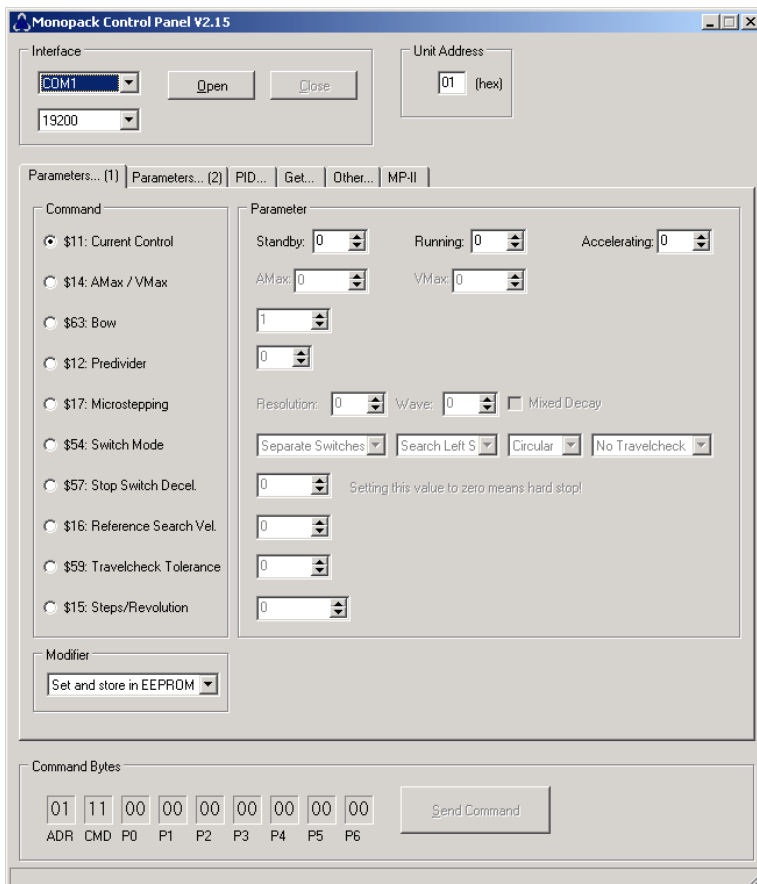 Monopack Control Panel V2.15
Interface
Unit Address
COM1 Open Close
01 (hex)
19200
Parameters... (1) Parameters... (2) PID... Get... Other... MP-II
Command Parameter
$11: Current Control Standby: 0 Running: 0 Accelerating: 0
$14: AMax / VMax AMax: 0 VMax: 0
$63: Bow 1
$12: Predivider 0
$17: Microstepping Resolution: 0 Wave: 0 Mixed Decay
$54: Switch Mode Separate Switches Search Left S Circular No Travelcheck
$57: Stop Switch Decel. 0 Setting this value to zero means hard stop!
$16: Reference Search Vel. 0
$59: Travelcheck Tolerance 0
$15: Steps/Revolution 0
Modifier
Set and store in EEPROM
Command Bytes
01 11 00 00 00 00 00 00 00 Send Command
ADR CMD P0 P1 P2 P3 P4 P5 P6